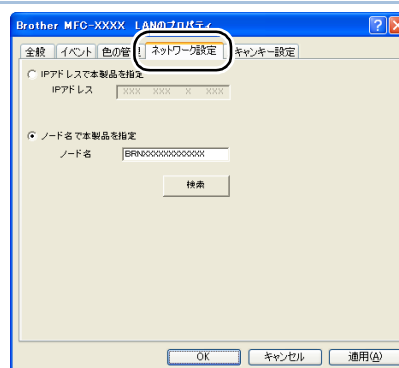 Brother MFC-XXXX LANのプロパティ
全般 イベント 色の管理 ネットワーク設定 キャンキー設定
IPアドレスで本製品を指定
IPアドレス XXX XXX X XXX
ノード名で本製品を指定
ノード名 BRNXXXXXXXXXXXX
検索
OK キャンセル 適用(A)